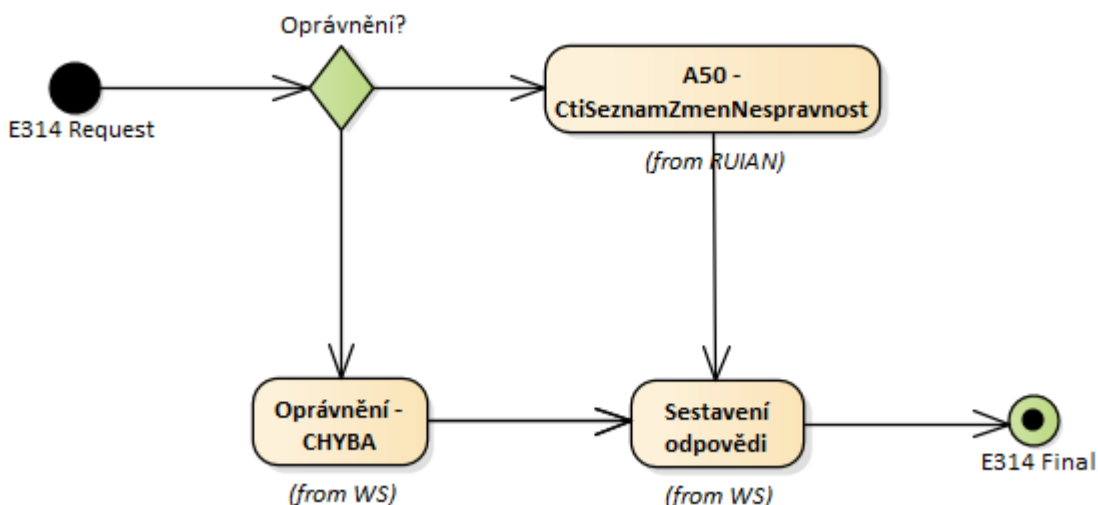 Oprávnění?
E314 Request
A50 -
CtiSeznamZmenNespravnost
(from RUIAN)
Oprávnění -
CHYBA
(from WS)
Sestavení
odpovědi
(from WS)
E314 Final